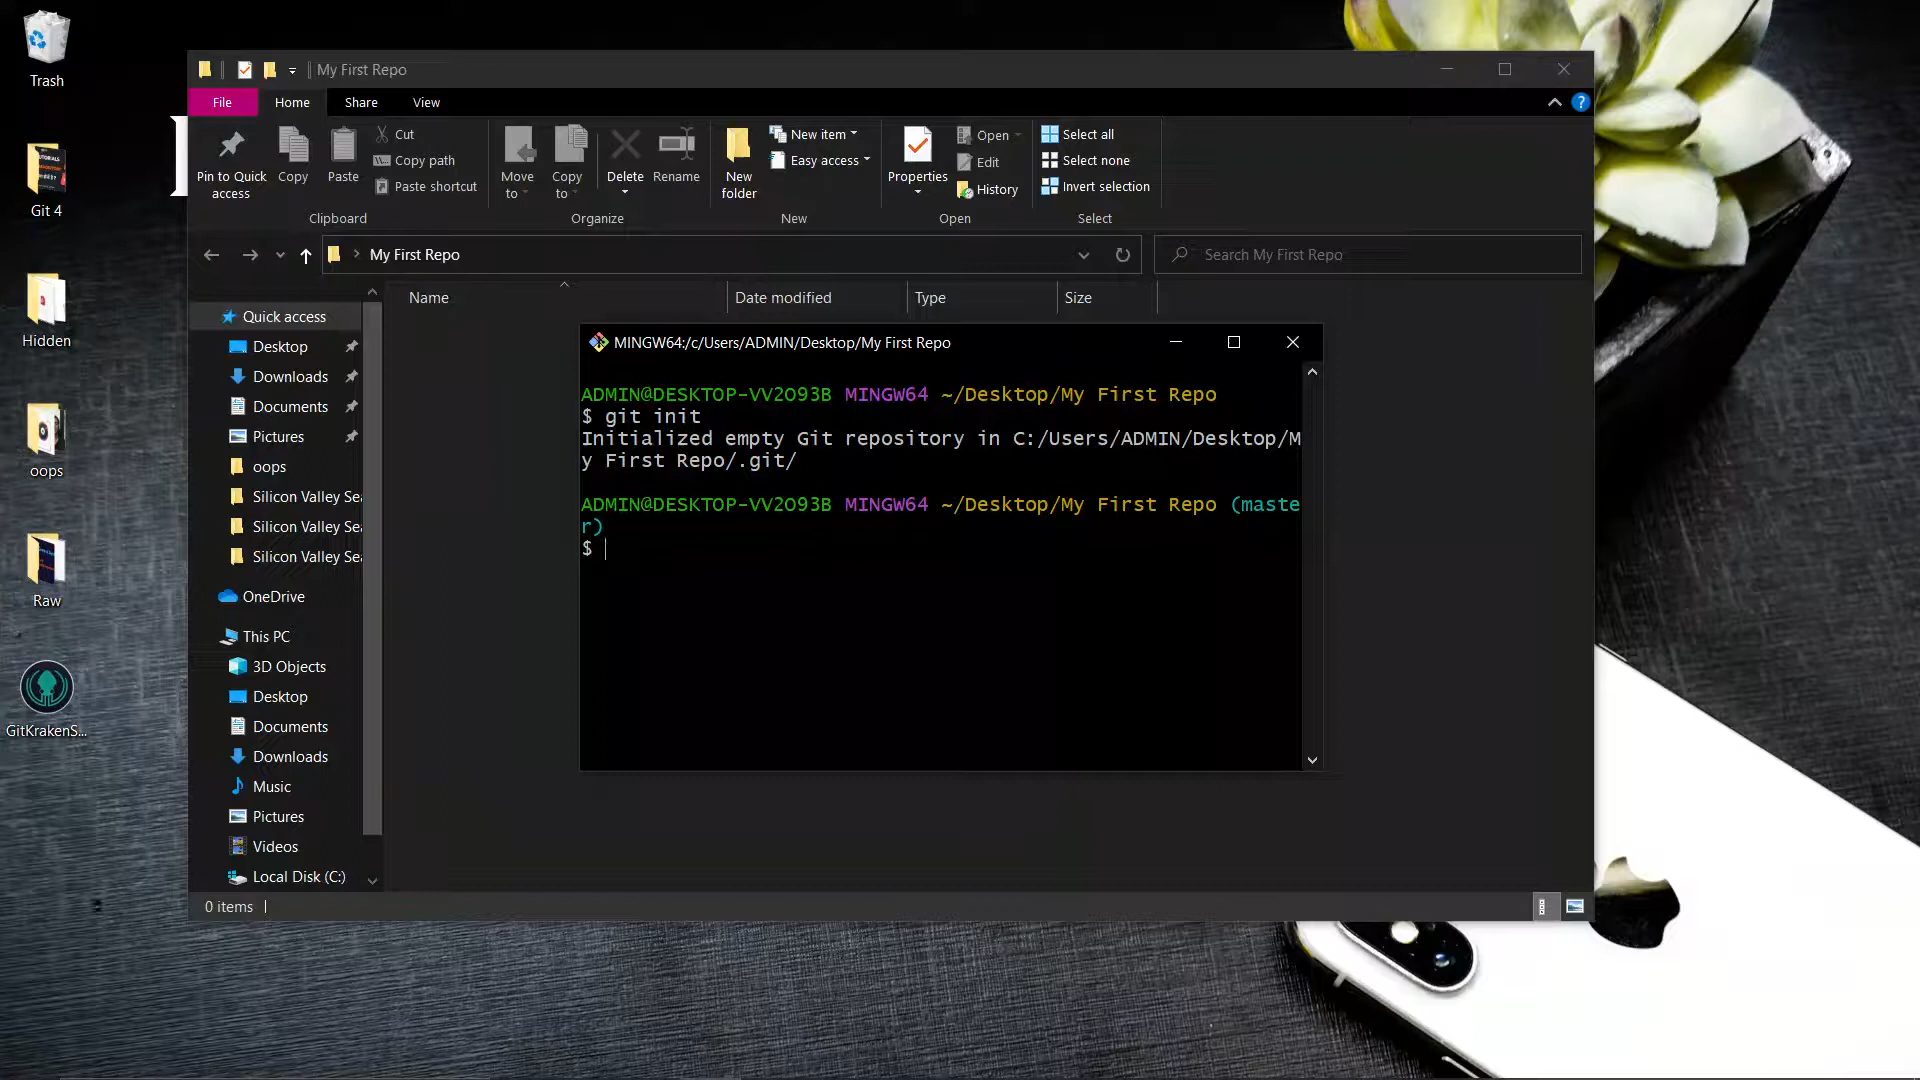 Trash
Git 4
Hidden
oops
Raw
GitKrakenS...
My First Repo
File
Home
Share
View
Pin to Quick access
Copy
Paste
Cut
Copy path
Paste shortcut
Clipboard
Move to
Copy to
Delete
Rename
Organize
New folder
New item
Easy access
New
Properties
Open
Edit
History
Open
Select all
Select none
Invert selection
Select
My First Repo
Search My First Repo
Name
Date modified
Type
Size
Quick access
Desktop
Downloads
Documents
Pictures
oops
Silicon Valley Sea
Silicon Valley Sea
Silicon Valley Sea
OneDrive
This PC
3D Objects
Desktop
Documents
Downloads
Music
Pictures
Videos
Local Disk (C:)
0 items
MINGW64:/c/Users/ADMIN/Desktop/My First Repo
ADMIN@DESKTOP-VV2O93B MINGW64 ~/Desktop/My First Repo
$ git init
Initialized empty Git repository in C:/Users/ADMIN/Desktop/M
y First Repo/.git/
ADMIN@DESKTOP-VV2O93B MINGW64 ~/Desktop/My First Repo (maste
r)
$